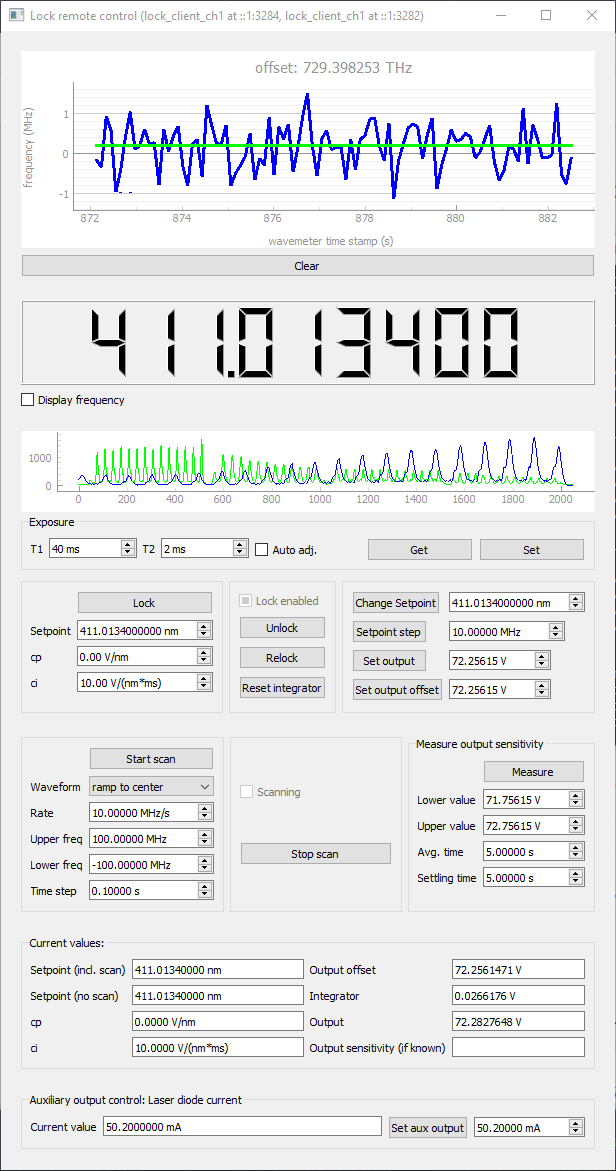 Lock remote control (lock_client_ch1 at ::1:3284, lock_client_ch1 at ::1:3282)
offset: 729.398253 THz
frequency (MHz)
1
0
-1
872 874 876 878 880 882
wavemeter time stamp (s)
Clear
411.013400
Display frequency
1000
0
0 200 400 600 800 1000 1200 1400 1600 1800 2000
Exposure
T1 40 ms T2 2 ms Auto adj. Get Set
Lock
Setpoint 411.0134000000 nm
cp 0.00 V/nm
ci 10.00 V/(nm*ms)
Lock enabled
Unlock
Relock
Reset integrator
Change Setpoint 411.0134000000 nm
Setpoint step 10.00000 MHz
Set output 72.25615 V
Set output offset 72.25615 V
Start scan
Waveform ramp to center
Rate 10.00000 MHz/s
Upper freq 100.00000 MHz
Lower freq -100.00000 MHz
Time step 0.10000 s
Scanning
Stop scan
Measure output sensitivity
Measure
Lower value 71.75615 V
Upper value 72.75615 V
Avg. time 5.00000 s
Settling time 5.00000 s
Current values:
Setpoint (incl. scan) 411.01340000 nm Output offset 72.2561471 V
Setpoint (no scan) 411.01340000 nm Integrator 0.0266176 V
cp 0.0000 V/nm Output 72.2827648 V
ci 10.0000 V/(nm*ms) Output sensitivity (if known)
Auxiliary output control: Laser diode current
Current value 50.2000000 mA Set aux output 50.20000 mA